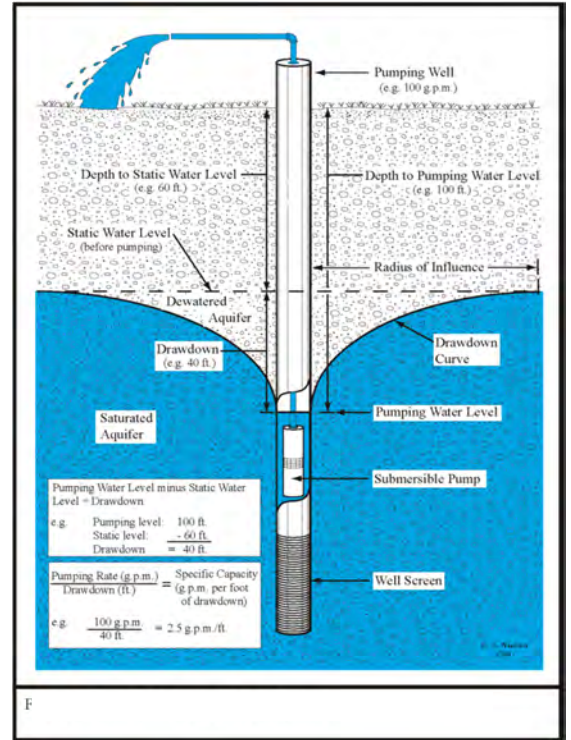 Pumping Well
(e.g. 100 g.p.m.)
Depth to Static Water Level
(e.g. 60 ft.)
Depth to Pumping Water Level
(e.g. 100 ft.)
Static Water Level
(before pumping)
Radius of Influence
Dewatered
Aquifer
Drawdown
(e.g. 40 ft.)
Drawdown
Curve
Pumping Water Level
Saturated
Aquifer
Submersible Pump
Pumping Water Level minus Static Water
Level = Drawdown
e.g. Pumping level: 100 ft.
Static level: - 60 ft.
Drawdown = 40 ft.
Well Screen
Pumping Rate (g.p.m.) = Specific Capacity
Drawdown (ft.) (g.p.m. per foot
of drawdown)
e.g. 100 g.p.m. = 2.5 g.p.m./ft.
40 ft.
F